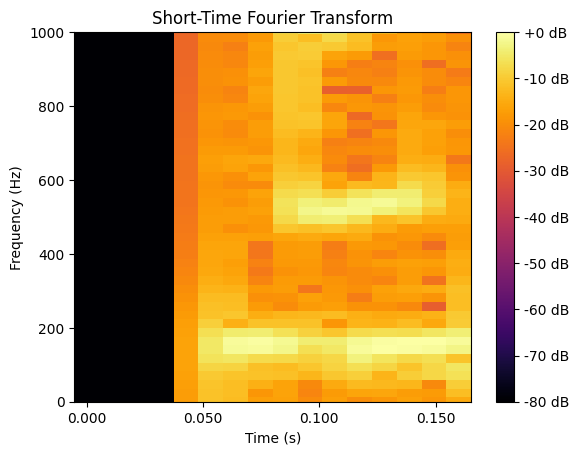 Short-Time Fourier Transform
Frequency (Hz)
1000
800
600
400
200
0
0.000
0.050
0.100
0.150
Time (s)
+0 dB
-10 dB
-20 dB
-30 dB
-40 dB
-50 dB
-60 dB
-70 dB
-80 dB